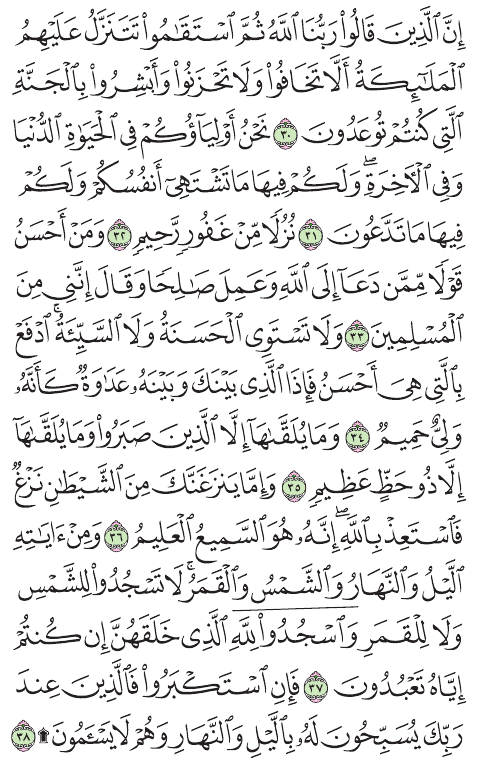 إِنَّ ٱلَّذِينَ قَالُوا۟ رَبُّنَا ٱللَّهُ ثُمَّ ٱسْتَقَـٰمُوا۟ تَتَنَزَّلُ عَلَيْهِمُ
ٱلْمَلَـٰٓئِكَةُ أَلَّا تَخَافُوا۟ وَلَا تَحْزَنُوا۟ وَأَبْشِرُوا۟ بِٱلْجَنَّةِ
ٱلَّتِى كُنتُمْ تُوعَدُونَ ٣٠ نَحْنُ أَوْلِيَآؤُكُمْ فِى ٱلْحَيَوٰةِ ٱلدُّنْيَا
وَفِى ٱلْـَٔاخِرَةِ ۖ وَلَكُمْ فِيهَا مَا تَشْتَهِىٓ أَنفُسُكُمْ وَلَكُمْ
فِيهَا مَا تَدَّعُونَ ٣١ نُزُلًا مِّنْ غَفُورٍ رَّحِيمٍ ٣٢ وَمَنْ أَحْسَنُ
قَوْلًا مِّمَّن دَعَآ إِلَى ٱللَّهِ وَعَمِلَ صَـٰلِحًا وَقَالَ إِنَّنِى مِنَ
ٱلْمُسْلِمِينَ ٣٣ وَلَا تَسْتَوِى ٱلْحَسَنَةُ وَلَا ٱلسَّيِّئَةُ ۚ ٱدْفَعْ
بِٱلَّتِى هِىَ أَحْسَنُ فَإِذَا ٱلَّذِى بَيْنَكَ وَبَيْنَهُۥ عَدَٰوَةٌ كَأَنَّهُۥ
وَلِىٌّ حَمِيمٌ ٣٤ وَمَا يُلَقَّىٰهَآ إِلَّا ٱلَّذِينَ صَبَرُوا۟ وَمَا يُلَقَّىٰهَآ
إِلَّا ذُو حَظٍّ عَظِيمٍ ٣٥ وَإِمَّا يَنزَغَنَّكَ مِنَ ٱلشَّيْطَـٰنِ نَزْغٌ
فَٱسْتَعِذْ بِٱللَّهِ ۖ إِنَّهُۥ هُوَ ٱلسَّمِيعُ ٱلْعَلِيمُ ٣٦ وَمِنْ ءَايَـٰتِهِ
ٱلَّيْلُ وَٱلنَّهَارُ وَٱلشَّمْسُ وَٱلْقَمَرُ ۚ لَا تَسْجُدُوا۟ لِلشَّمْسِ
وَلَا لِلْقَمَرِ وَٱسْجُدُوا۟ لِلَّهِ ٱلَّذِى خَلَقَهُنَّ إِن كُنتُمْ
إِيَّاهُ تَعْبُدُونَ ٣٧ فَإِنِ ٱسْتَكْبَرُوا۟ فَٱلَّذِينَ عِندَ
رَبِّكَ يُسَبِّحُونَ لَهُۥ بِٱلَّيْلِ وَٱلنَّهَارِ وَهُمْ لَا يَسْـَٔمُونَ ۩ ٣٨